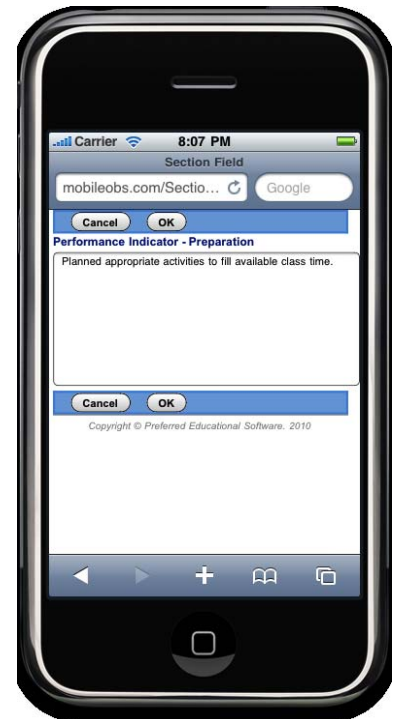 Carrier 8:07 PM
Section Field
mobileobs.com/Sectio... Google
Cancel OK
Performance Indicator - Preparation
Planned appropriate activities to fill available class time.
Cancel OK
Copyright © Preferred Educational Software. 2010